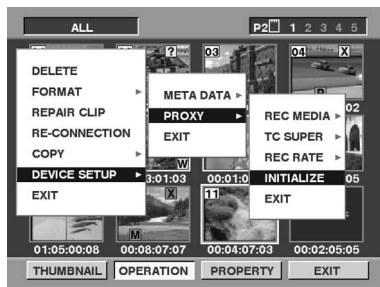 ALL
P2 1 2 3 4 5
? 03 04 X
DELETE
FORMAT
REPAIR CLIP
RE-CONNECTION
COPY
DEVICE SETUP
EXIT
META DATA
PROXY
EXIT
REC MEDIA
TC SUPER
REC RATE
INITIALIZE
EXIT
02
W
3:01:03 00:01:0 05
X 11
M
01:05:00:08 00:08:07:07 00:04:07:03 00:02:05:05
THUMBNAIL OPERATION PROPERTY EXIT